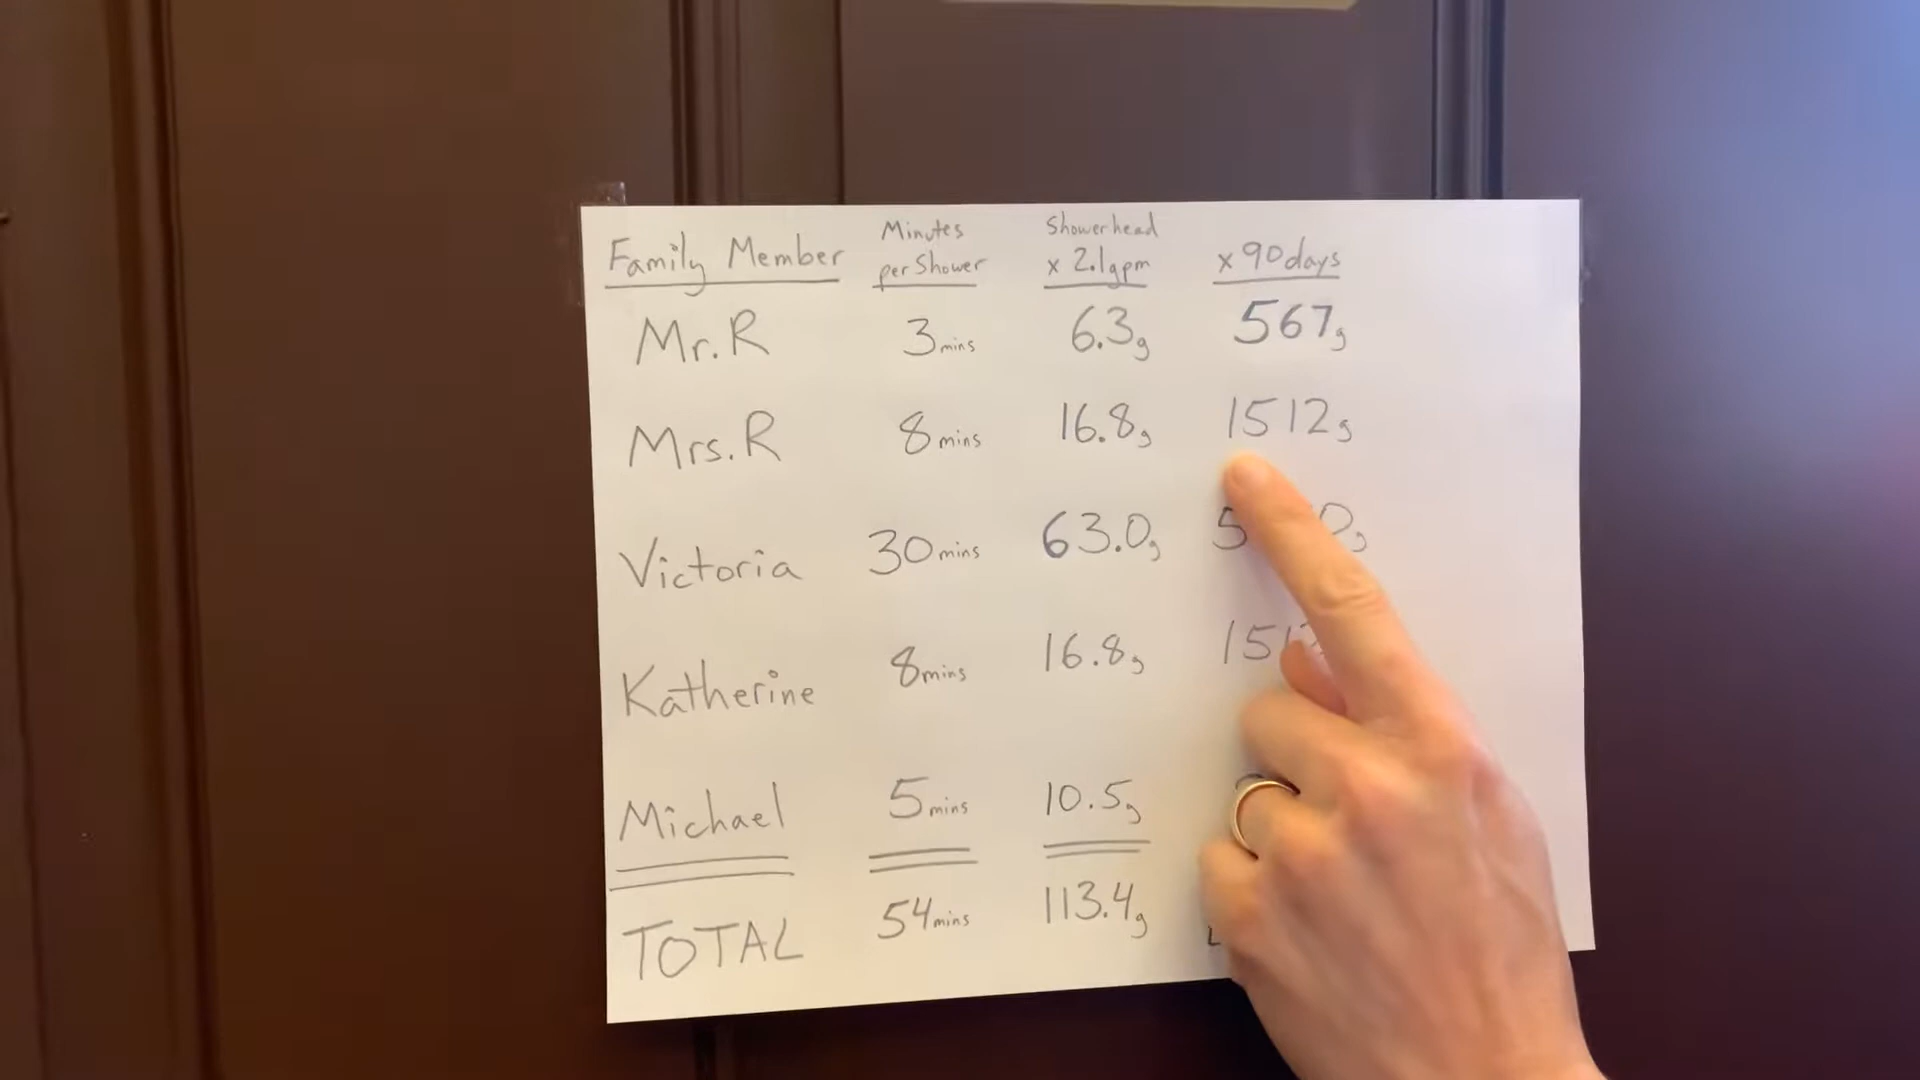 Family Member Minutes per Shower Showerhead x 2.1gpm x 90days
Mr.R 3mins 6.3g 567g
Mrs.R 8mins 16.8g 1512g
Victoria 30mins 63.0g
Katherine 8mins 16.8g
Michael 5mins 10.5g
TOTAL 54mins 113.4g